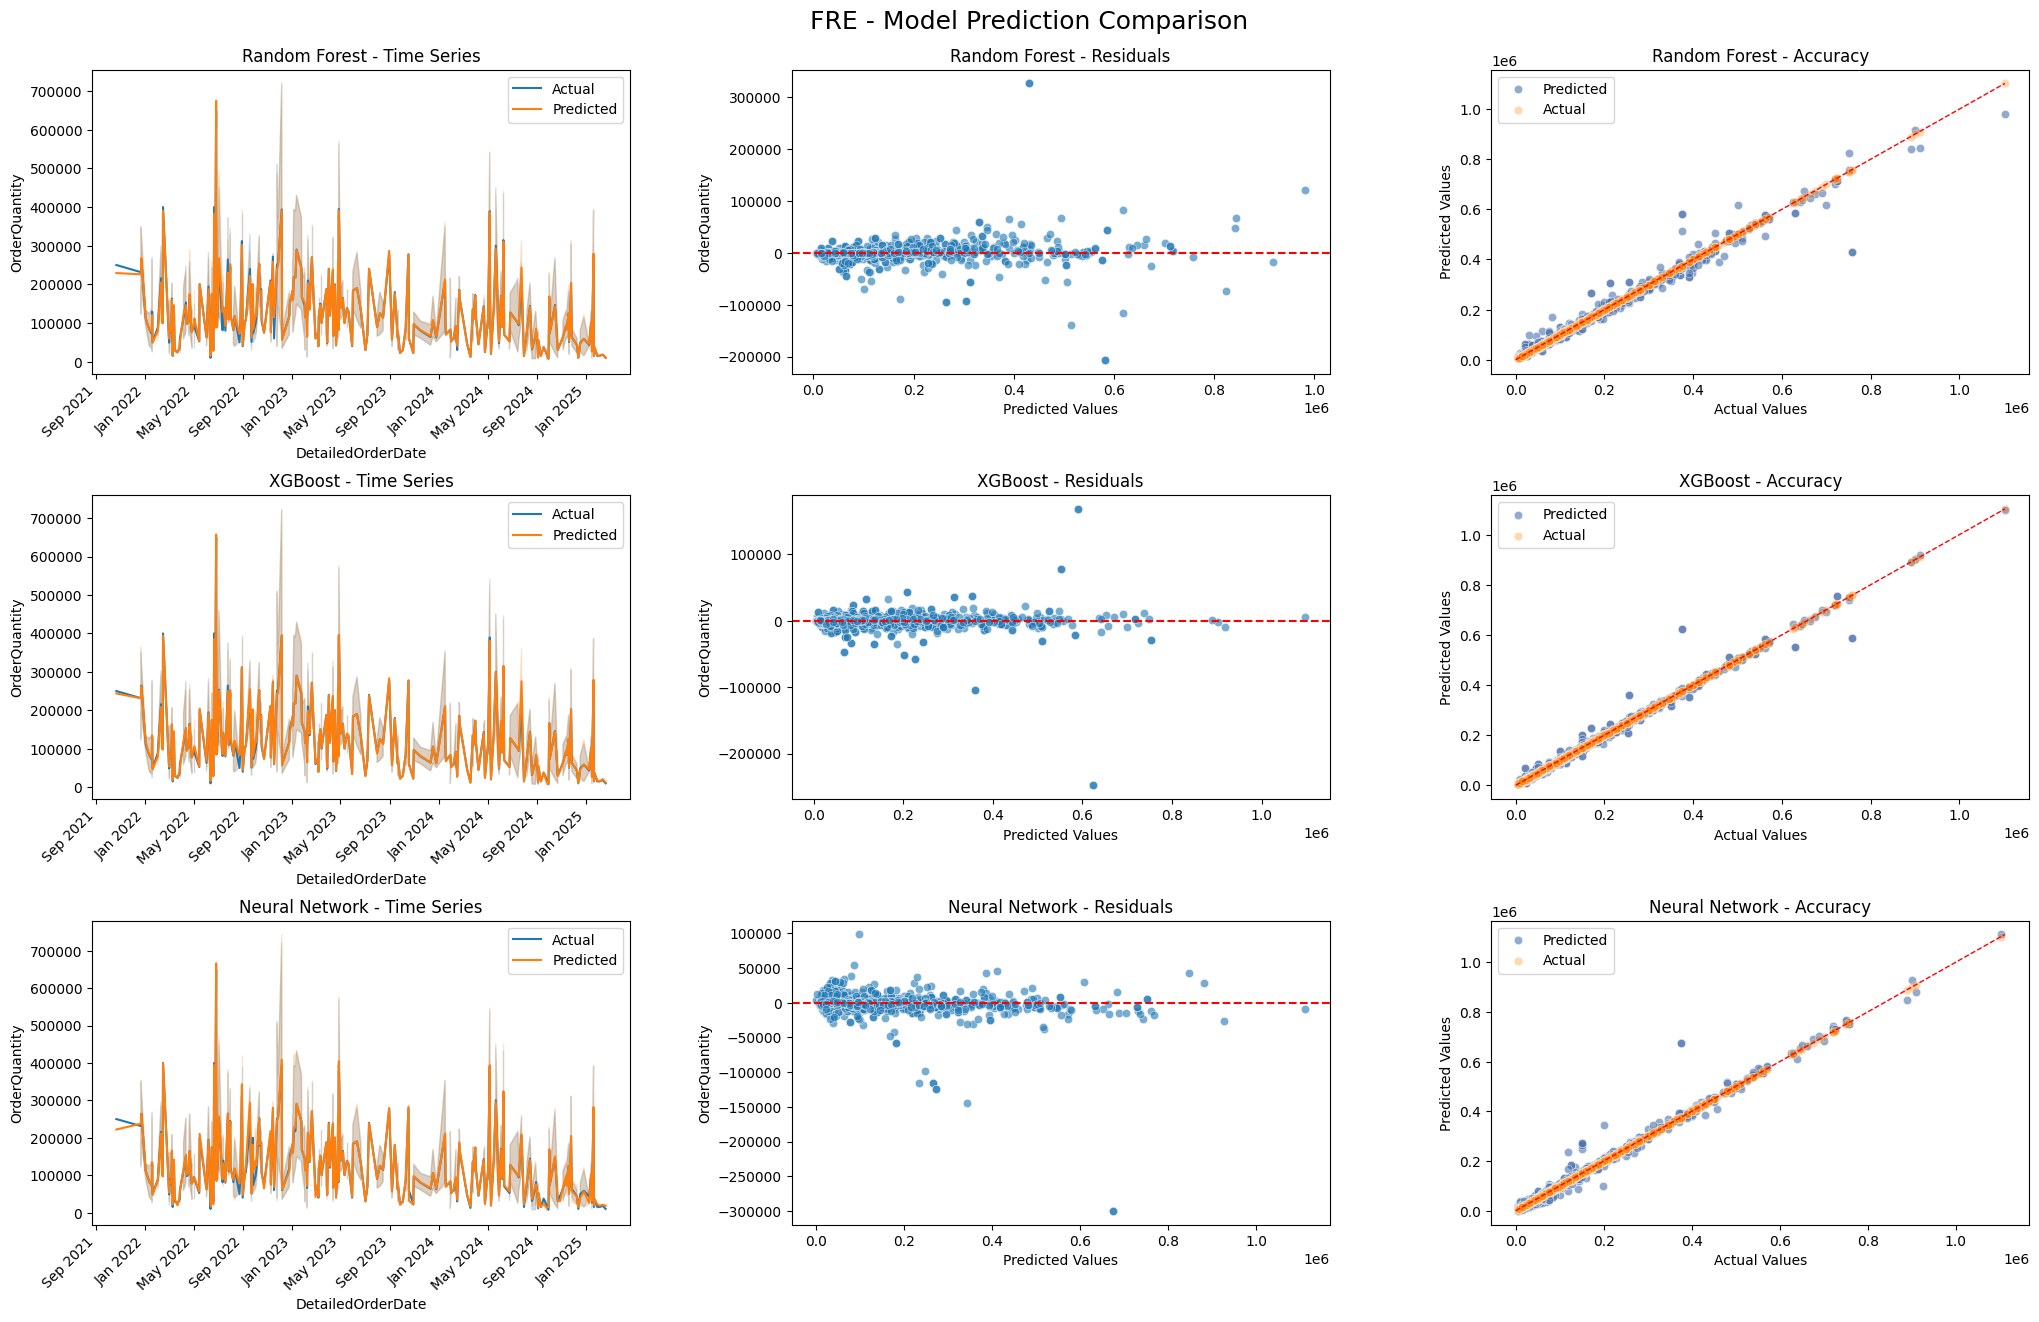 FRE - Model Prediction Comparison
Random Forest - Time Series
OrderQuantity
700000
600000
500000
400000
300000
200000
100000
0
Actual
Predicted
Sep 2021
Jan 2022
May 2022
Sep 2022
Jan 2023
May 2023
Sep 2023
Jan 2024
May 2024
Sep 2024
Jan 2025
DetailedOrderDate
Random Forest - Residuals
OrderQuantity
300000
200000
100000
0
−100000
−200000
0.0
0.2
0.4
0.6
0.8
1.0
1e6
Predicted Values
Random Forest - Accuracy
1e6
Predicted Values
1.0
0.8
0.6
0.4
0.2
0.0
Predicted
Actual
0.0
0.2
0.4
0.6
0.8
1.0
1e6
Actual Values
XGBoost - Time Series
OrderQuantity
700000
600000
500000
400000
300000
200000
100000
0
Actual
Predicted
Sep 2021
Jan 2022
May 2022
Sep 2022
Jan 2023
May 2023
Sep 2023
Jan 2024
May 2024
Sep 2024
Jan 2025
DetailedOrderDate
XGBoost - Residuals
OrderQuantity
100000
0
−100000
−200000
0.0
0.2
0.4
0.6
0.8
1.0
1e6
Predicted Values
XGBoost - Accuracy
1e6
Predicted Values
1.0
0.8
0.6
0.4
0.2
0.0
Predicted
Actual
0.0
0.2
0.4
0.6
0.8
1.0
1e6
Actual Values
Neural Network - Time Series
OrderQuantity
700000
600000
500000
400000
300000
200000
100000
0
Actual
Predicted
Sep 2021
Jan 2022
May 2022
Sep 2022
Jan 2023
May 2023
Sep 2023
Jan 2024
May 2024
Sep 2024
Jan 2025
DetailedOrderDate
Neural Network - Residuals
OrderQuantity
100000
50000
0
−50000
−100000
−150000
−200000
−250000
−300000
0.0
0.2
0.4
0.6
0.8
1.0
1e6
Predicted Values
Neural Network - Accuracy
1e6
Predicted Values
1.0
0.8
0.6
0.4
0.2
0.0
Predicted
Actual
0.0
0.2
0.4
0.6
0.8
1.0
1e6
Actual Values